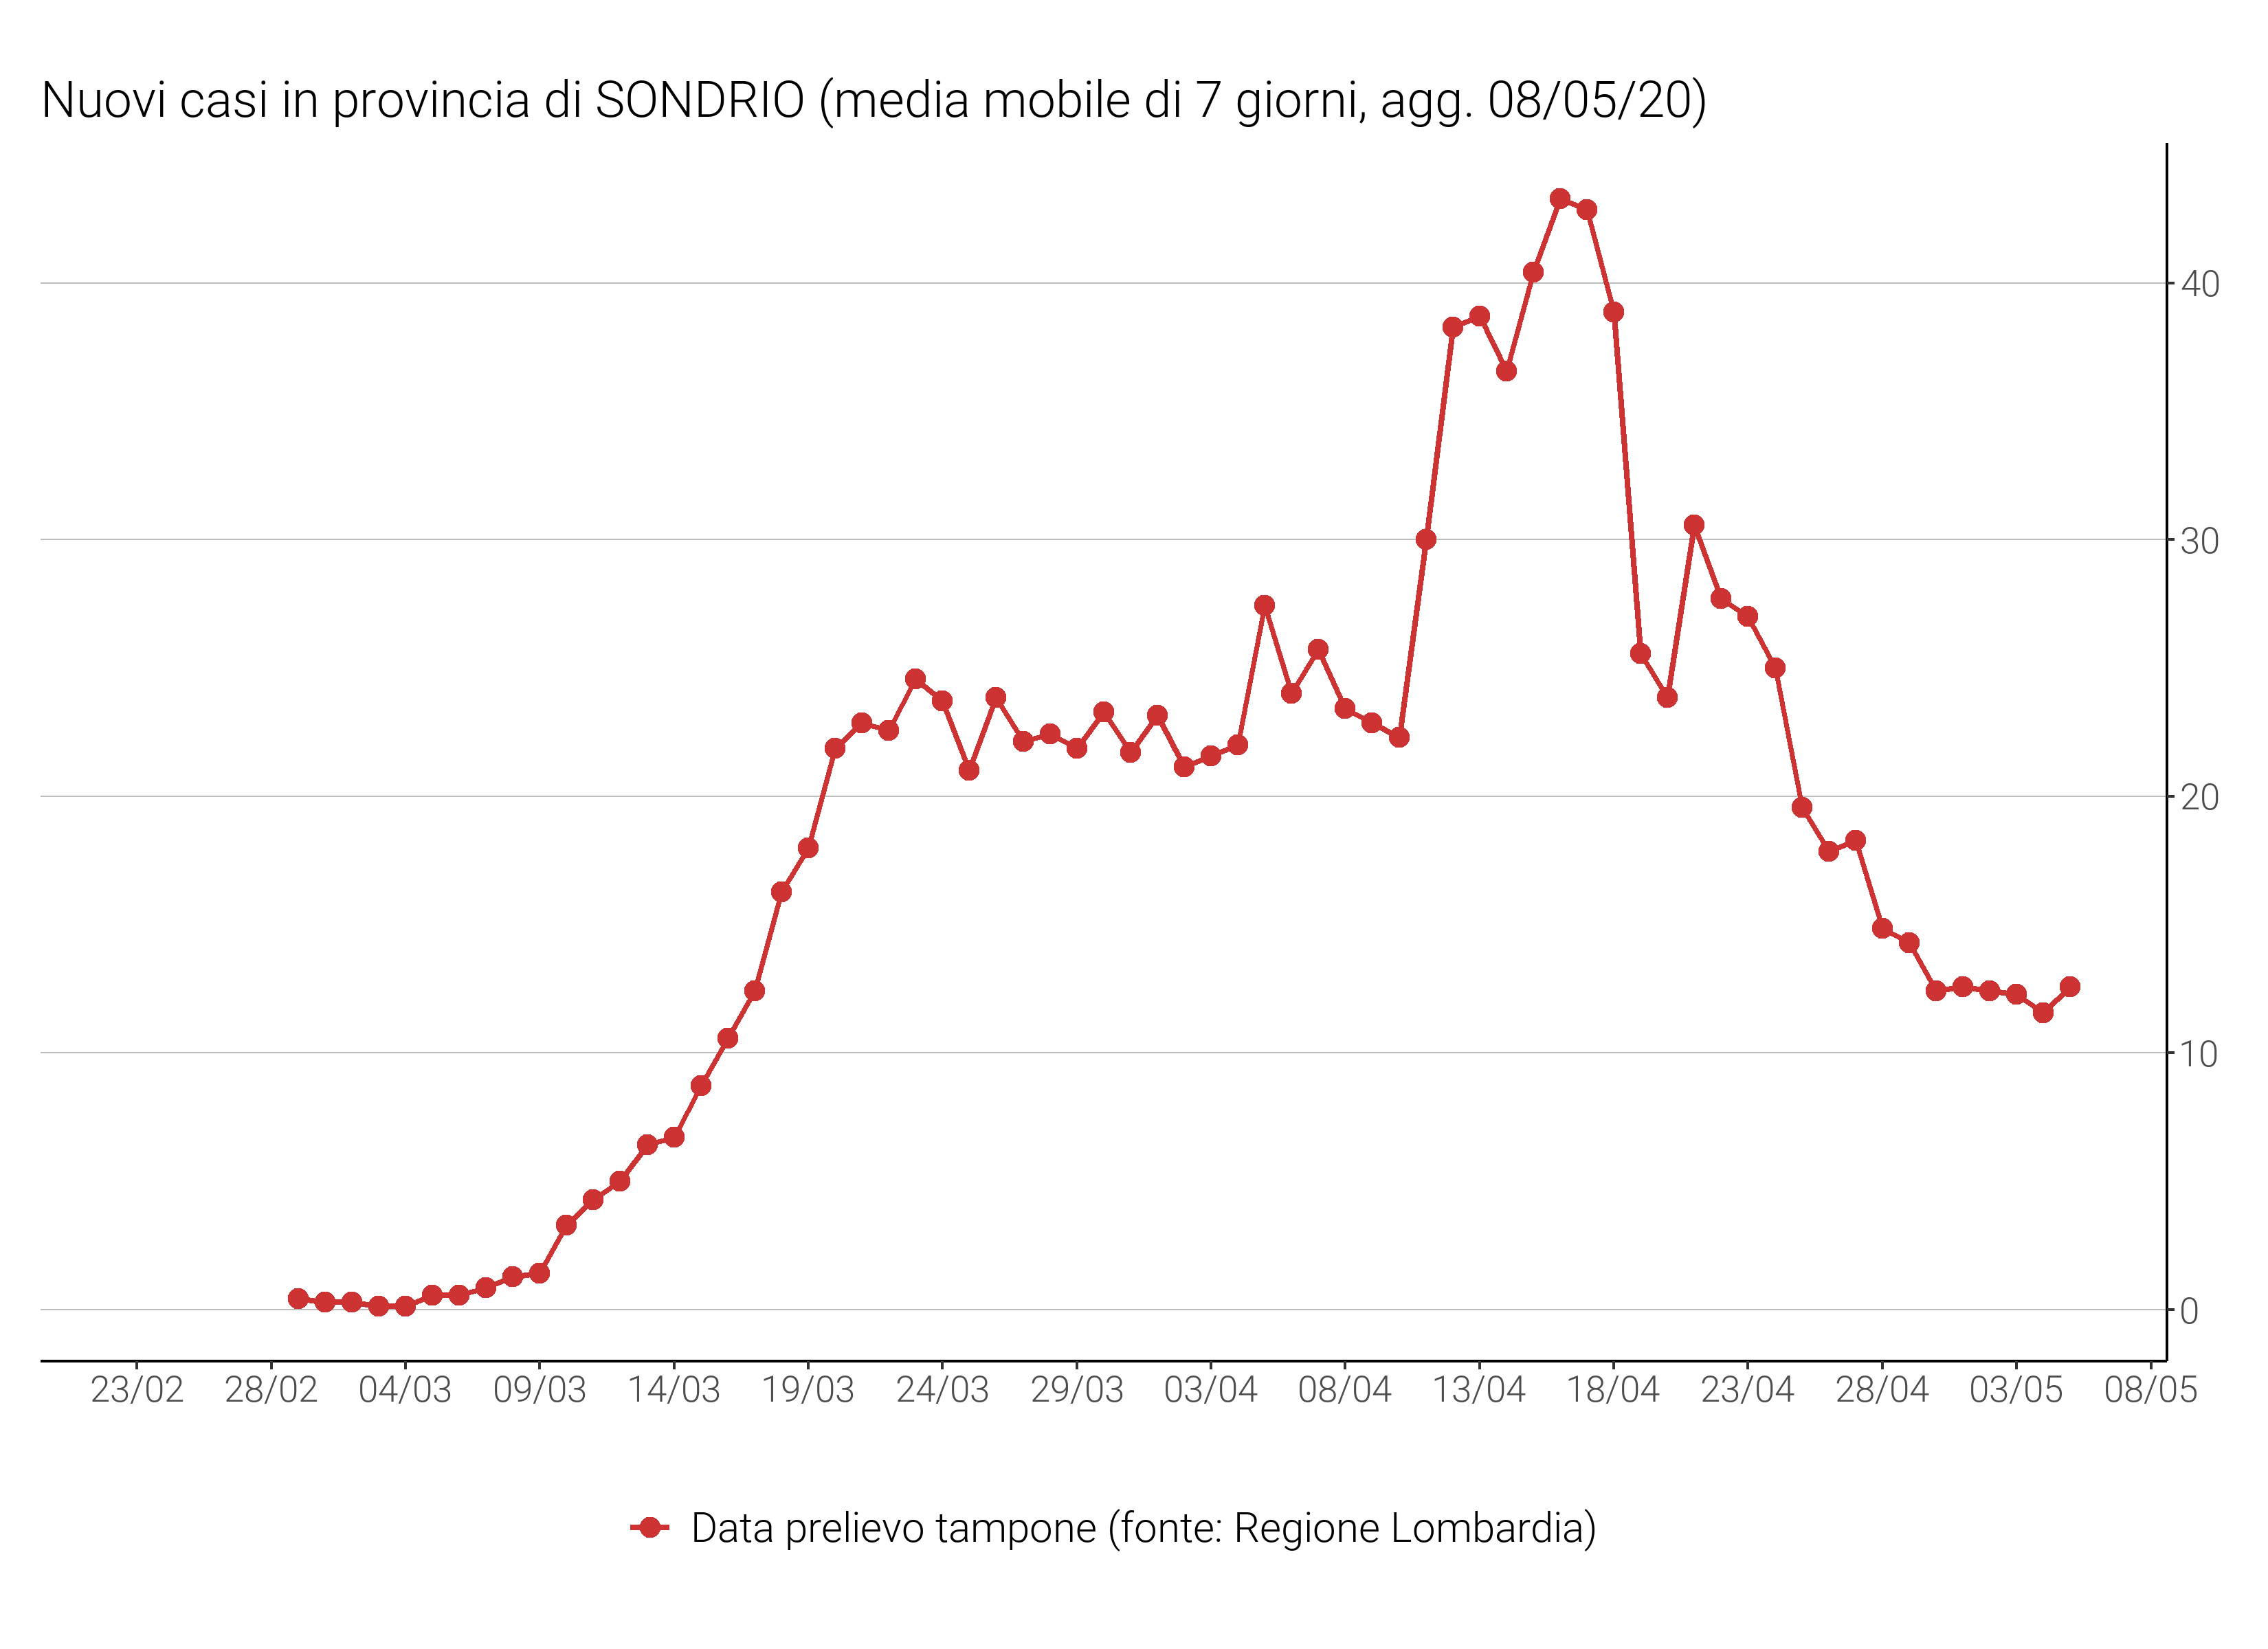 Nuovi casi in provincia di SONDRIO (media mobile di 7 giorni, agg. 08/05/20)
40
30
20
10
0
23/02 28/02 04/03 09/03 14/03 19/03 24/03 29/03 03/04 08/04 13/04 18/04 23/04 28/04 03/05 08/05
Data prelievo tampone (fonte: Regione Lombardia)